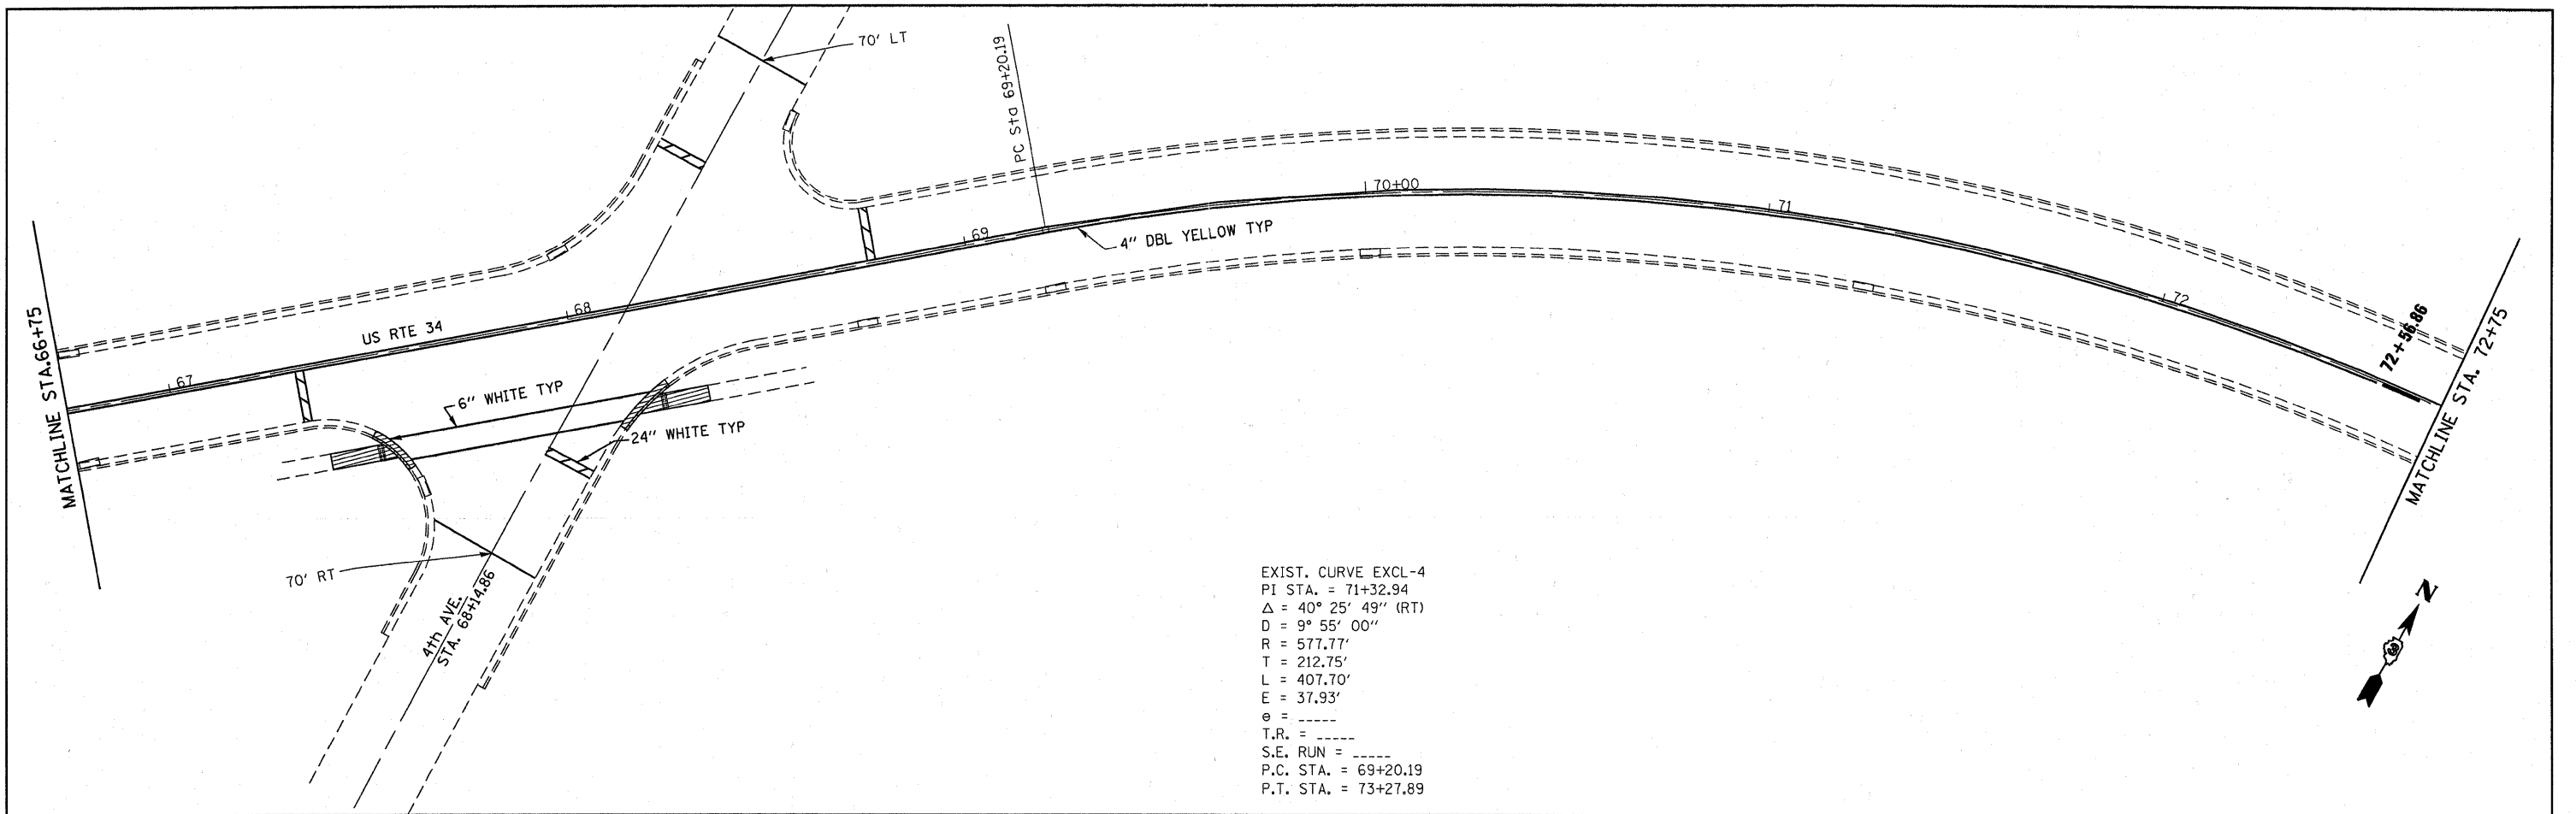 70' LT
PC Sta 69+20.19
70+00
71
72
69
68
67
4" DBL YELLOW TYP
US RTE 34
MATCHLINE STA.66+75
6" WHITE TYP
24" WHITE TYP
72+56.86
MATCHLINE STA. 72+75
70' RT
4th AVE.
STA. 68+14.86
EXIST. CURVE EXCL-4
PI STA. = 71+32.94
Δ = 40° 25' 49" (RT)
D = 9° 55' 00"
R = 577.77'
T = 212.75'
L = 407.70'
E = 37.93'
e = _____
T.R. = _____
S.E. RUN = _____
P.C. STA. = 69+20.19
P.T. STA. = 73+27.89
N